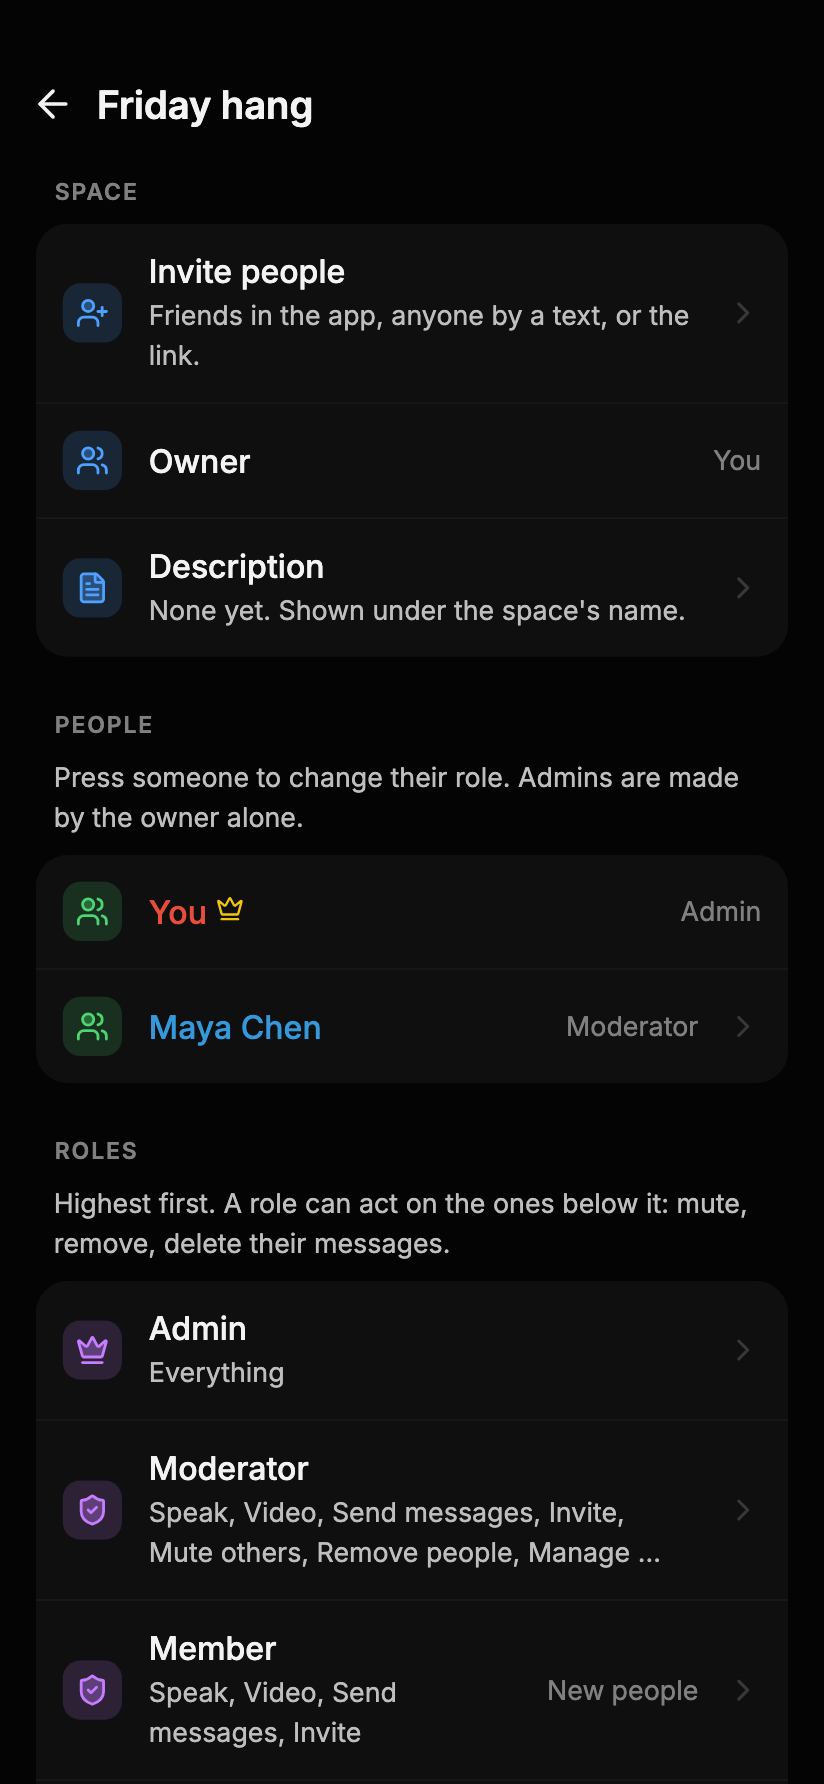 Friday hang
SPACE
Invite people
Friends in the app, anyone by a text, or the
link.
Owner
You
Description
None yet. Shown under the space's name.
PEOPLE
Press someone to change their role. Admins are made
by the owner alone.
You
Admin
Maya Chen
Moderator
ROLES
Highest first. A role can act on the ones below it: mute,
remove, delete their messages.
Admin
Everything
Moderator
Speak, Video, Send messages, Invite,
Mute others, Remove people, Manage ...
Member
Speak, Video, Send
messages, Invite
New people